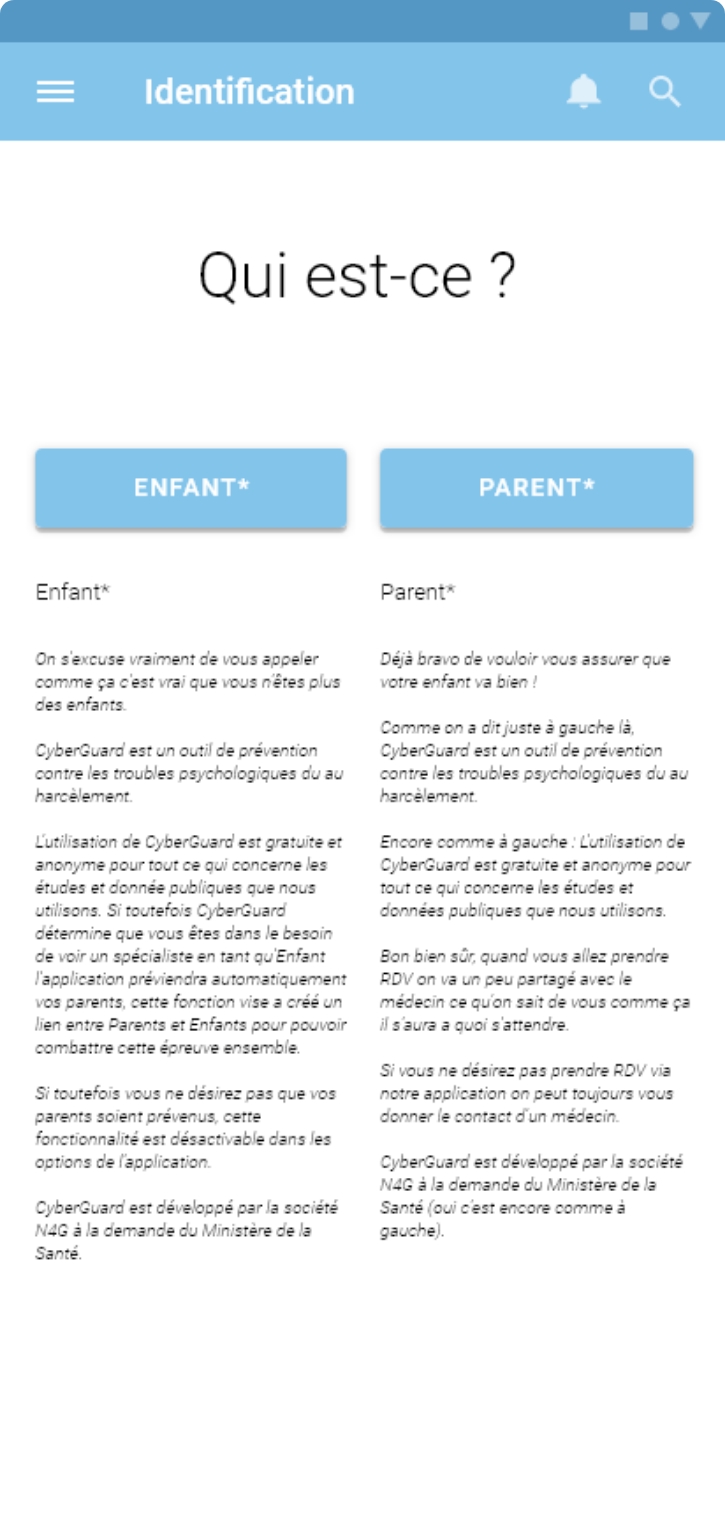 Identification
Qui est-ce ?
ENFANT*
PARENT*
Enfant*
On s'excuse vraiment de vous appeler
comme ça c'est vrai que vous n'êtes plus
des enfants.
CyberGuard est un outil de prévention
contre les troubles psychologiques du au
harcèlement.
L'utilisation de CyberGuard est gratuite et
anonyme pour tout ce qui concerne les
études et donnée publiques que nous
utilisons. Si toutefois CyberGuard
détermine que vous êtes dans le besoin
de voir un spécialiste en tant qu'Enfant
l'application préviendra automatiquement
vos parents, cette fonction vise a créé un
lien entre Parents et Enfants pour pouvoir
combattre cette épreuve ensemble.
Si toutefois vous ne désirez pas que vos
parents soient prévenus, cette
fonctionnalité est désactivable dans les
options de l'application.
CyberGuard est développé par la société
N4G à la demande du Ministère de la
Santé.
Parent*
Déjà bravo de vouloir vous assurer que
votre enfant va bien !
Comme on a dit juste à gauche là,
CyberGuard est un outil de prévention
contre les troubles psychologiques du au
harcèlement.
Encore comme à gauche : L'utilisation de
CyberGuard est gratuite et anonyme pour
tout ce qui concerne les études et
données publiques que nous utilisons.
Bon bien sûr, quand vous allez prendre
RDV on va un peu partagé avec le
médecin ce qu'on sait de vous comme ça
il s'aura a quoi s'attendre.
Si vous ne désirez pas prendre RDV via
notre application on peut toujours vous
donner le contact d'un médecin.
CyberGuard est développé par la société
N4G à la demande du Ministère de la
Santé (oui c'est encore comme à
gauche).